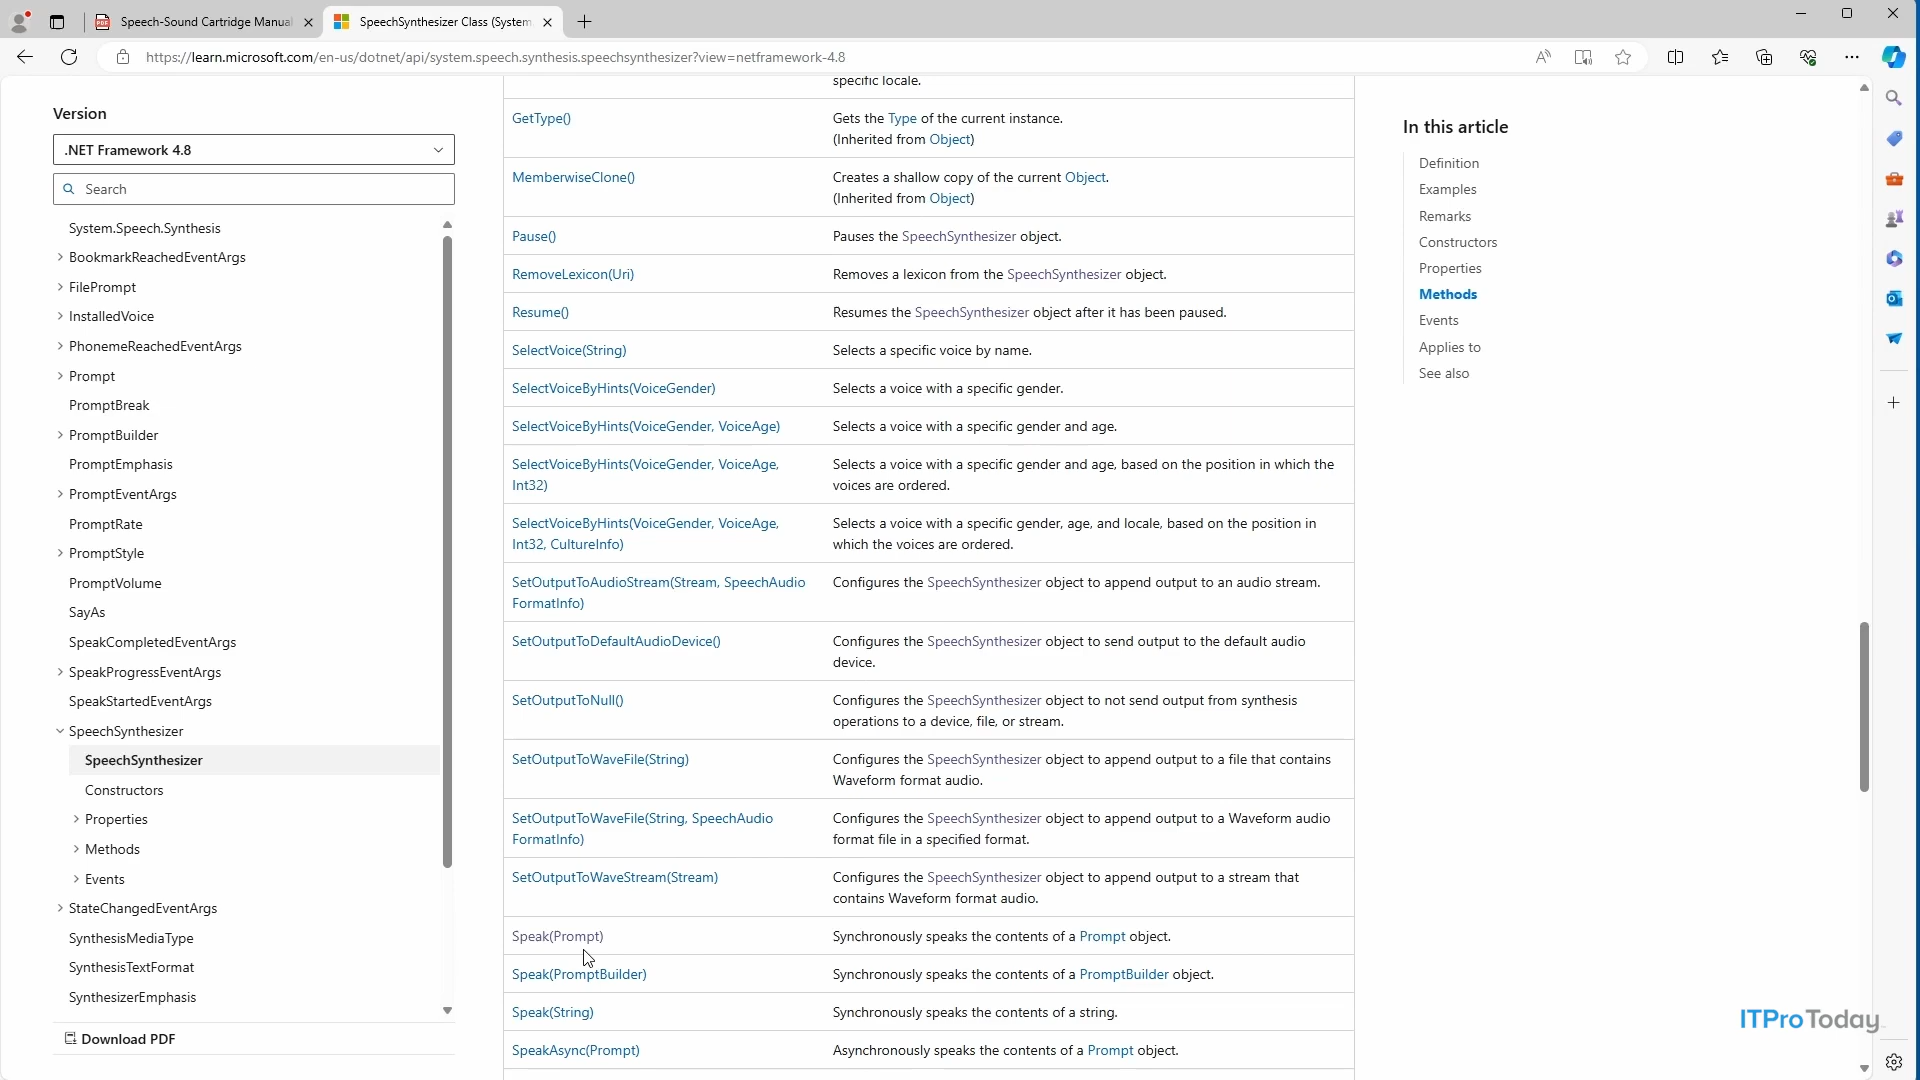 Speech-Sound Cartridge Manual
SpeechSynthesizer Class (System.
https://learn.microsoft.com/en-us/dotnet/api/system.speech.synthesis.speechsynthesizer?view=netframework-4.8
Version
.NET Framework 4.8
Search
System.Speech.Synthesis
BookmarkReachedEventArgs
FilePrompt
InstalledVoice
PhonemeReachedEventArgs
Prompt
PromptBreak
PromptBuilder
PromptEmphasis
PromptEventArgs
PromptRate
PromptStyle
PromptVolume
SayAs
SpeakCompletedEventArgs
SpeakProgressEventArgs
SpeakStartedEventArgs
SpeechSynthesizer
SpeechSynthesizer
Constructors
Properties
Methods
Events
StateChangedEventArgs
SynthesisMediaType
SynthesisTextFormat
SynthesizerEmphasis
Download PDF
specific locale.
GetType()
Gets the Type of the current instance.
(Inherited from Object)
MemberwiseClone()
Creates a shallow copy of the current Object.
(Inherited from Object)
Pause()
Pauses the SpeechSynthesizer object.
RemoveLexicon(Uri)
Removes a lexicon from the SpeechSynthesizer object.
Resume()
Resumes the SpeechSynthesizer object after it has been paused.
SelectVoice(String)
Selects a specific voice by name.
SelectVoiceByHints(VoiceGender)
Selects a voice with a specific gender.
SelectVoiceByHints(VoiceGender, VoiceAge)
Selects a voice with a specific gender and age.
SelectVoiceByHints(VoiceGender, VoiceAge,
Int32)
Selects a voice with a specific gender and age, based on the position in which the
voices are ordered.
SelectVoiceByHints(VoiceGender, VoiceAge,
Int32, CultureInfo)
Selects a voice with a specific gender, age, and locale, based on the position in
which the voices are ordered.
SetOutputToAudioStream(Stream, SpeechAudio
FormatInfo)
Configures the SpeechSynthesizer object to append output to an audio stream.
SetOutputToDefaultAudioDevice()
Configures the SpeechSynthesizer object to send output to the default audio
device.
SetOutputToNull()
Configures the SpeechSynthesizer object to not send output from synthesis
operations to a device, file, or stream.
SetOutputToWaveFile(String)
Configures the SpeechSynthesizer object to append output to a file that contains
Waveform format audio.
SetOutputToWaveFile(String, SpeechAudio
FormatInfo)
Configures the SpeechSynthesizer object to append output to a Waveform audio
format file in a specified format.
SetOutputToWaveStream(Stream)
Configures the SpeechSynthesizer object to append output to a stream that
contains Waveform format audio.
Speak(Prompt)
Synchronously speaks the contents of a Prompt object.
Speak(PromptBuilder)
Synchronously speaks the contents of a PromptBuilder object.
Speak(String)
Synchronously speaks the contents of a string.
SpeakAsync(Prompt)
Asynchronously speaks the contents of a Prompt object.
In this article
Definition
Examples
Remarks
Constructors
Properties
Methods
Events
Applies to
See also
ITProToday